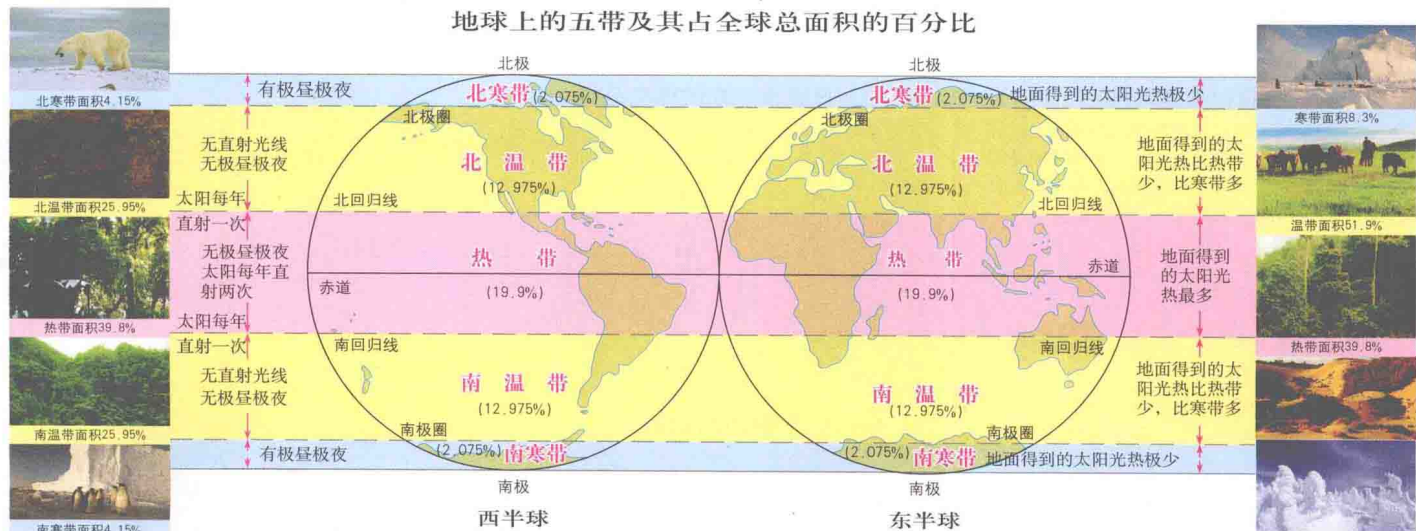 地球上的五带及其占全球总面积的百分比
北寒带面积4.15%
北温带面积25.95%
热带面积39.8%
南温带面积25.95%
南寒带面积4.15%
有极昼极夜
无直射光线
无极昼极夜
太阳每年
直射一次
无极昼极夜
太阳每年直
射两次
太阳每年
直射一次
无直射光线
无极昼极夜
有极昼极夜
北极
北寒带
(2.075%)
北极圈
北温带
(12.975%)
北回归线
热带
赤道
(19.9%)
南回归线
南温带
(12.975%)
南极圈
(2.075%)
南寒带
南极
西半球
北极
北寒带
(2.075%)
北极圈
北温带
(12.975%)
北回归线
热带
赤道
(19.9%)
南回归线
南温带
(12.975%)
南极圈
(2.075%)
南寒带
南极
东半球
地面得到的太阳光热极少
地面得到的太
阳光热比热带
少，比寒带多
地面得到
的太阳光
热最多
地面得到的太
阳光热比热带
少，比寒带多
地面得到的太阳光热极少
寒带面积8.3%
温带面积51.9%
热带面积39.8%